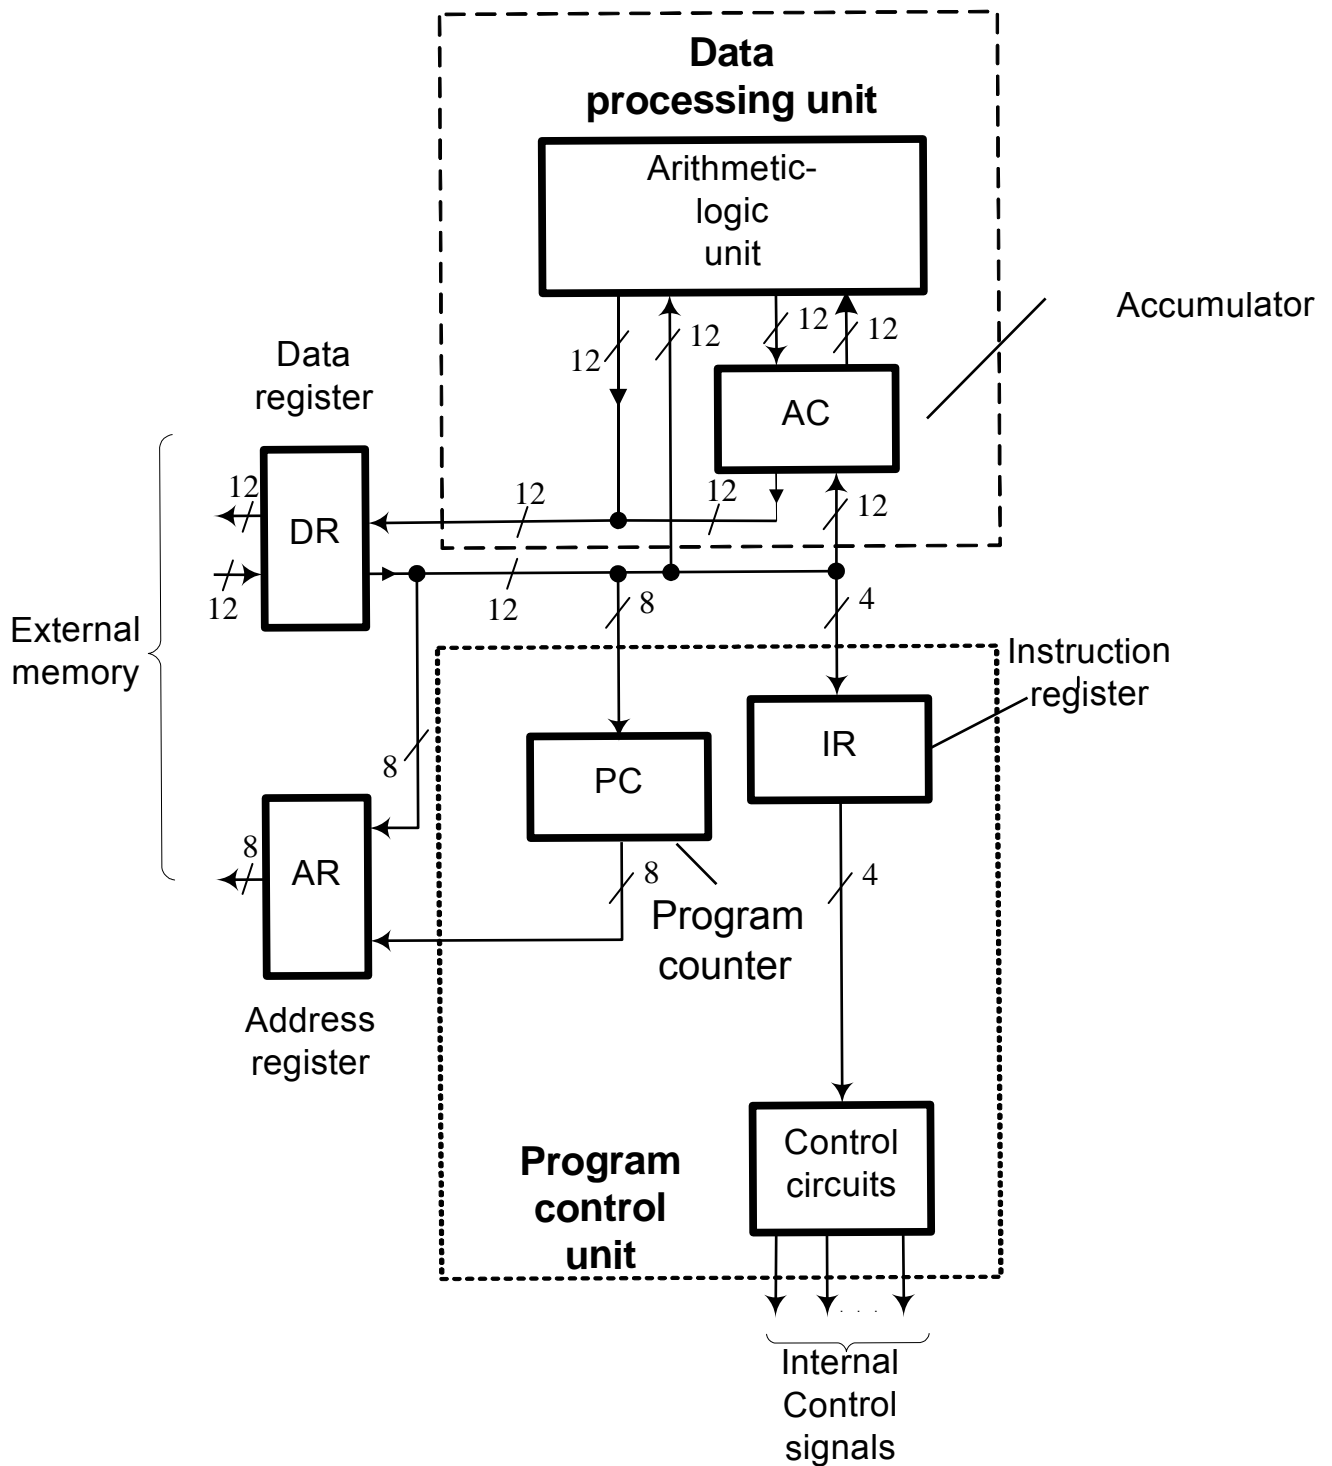 Data
processing unit
Arithmetic-
logic
unit
12
12
12
12
Accumulator
Data
register
AC
12
12
12
12
DR
12
12
8
4
External
memory
Instruction
register
IR
PC
8
AR
8
8
4
Program
counter
Address
register
Control
circuits
Program
control
unit
. . .
Internal
Control
signals